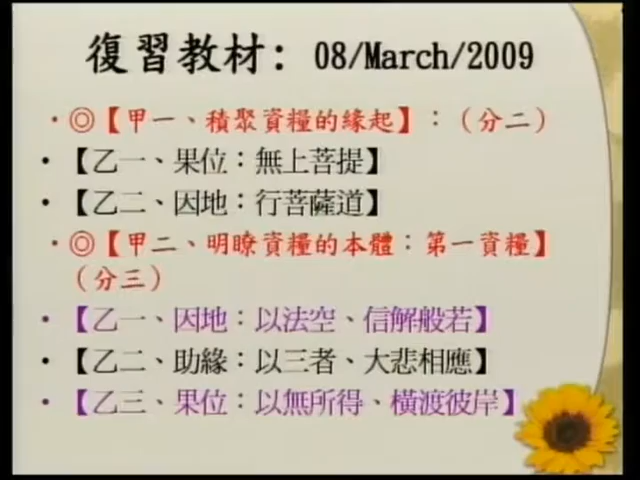 復習教材: 08/March/2009
•◎【甲一、積聚資糧的緣起】：（分二）
•【乙一、果位：無上菩提】
•【乙二、因地：行菩薩道】
•◎【甲二、明瞭資糧的本體：第一資糧】
（分三）
•【乙一、因地：以法空、信解般若】
•【乙二、助緣：以三者、大悲相應】
•【乙三、果位：以無所得、橫渡彼岸】